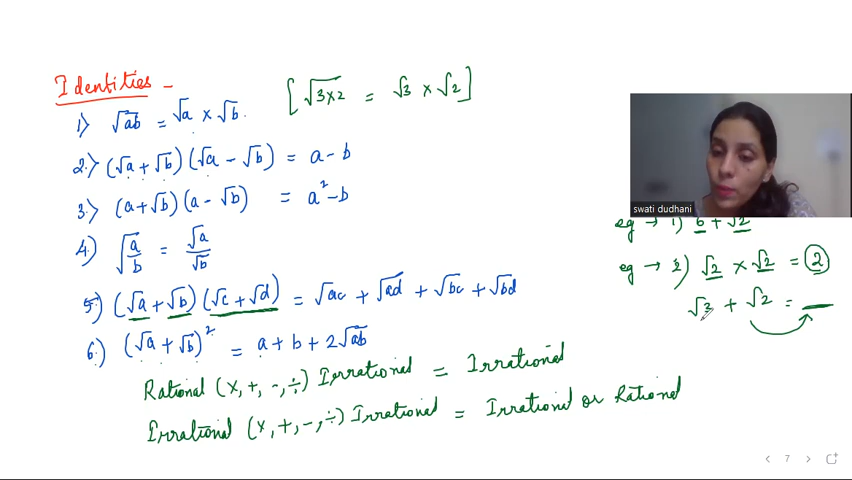 Identities -
[√3×2 = √3 × √2]
1) √ab = √a × √b.
2) (√a + √b)(√a - √b) = a - b
3) (a + √b)(a - √b) = a² - b
4) √a/b = √a/√b
5) (√a + √b)(√c + √d) = √ac + √ad + √bc + √bd
6) (√a + √b)² = a + b + 2√ab
Rational (×, +, -, ÷) Irrational = Irrational
Irrational (×, +, -, ÷) Irrational = Irrational or Rational
swati dudhani
eg → 1) 6 + √2
eg → 2) √2 × √2 = 2
√3 + √2 =
7